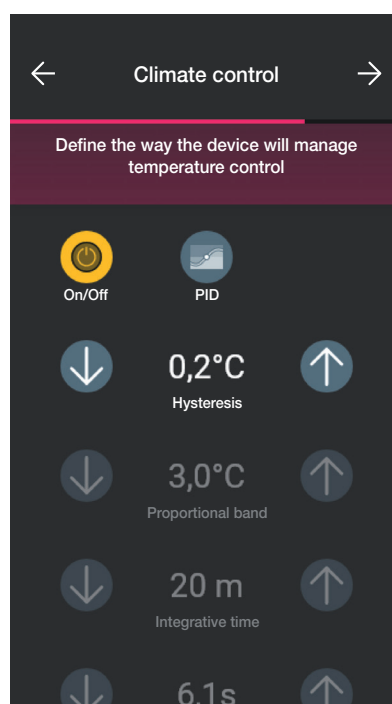 Climate control
Define the way the device will manage
temperature control
On/Off
PID
0,2°C
Hysteresis
3,0°C
Proportional band
20 m
Integrative time
6,1s